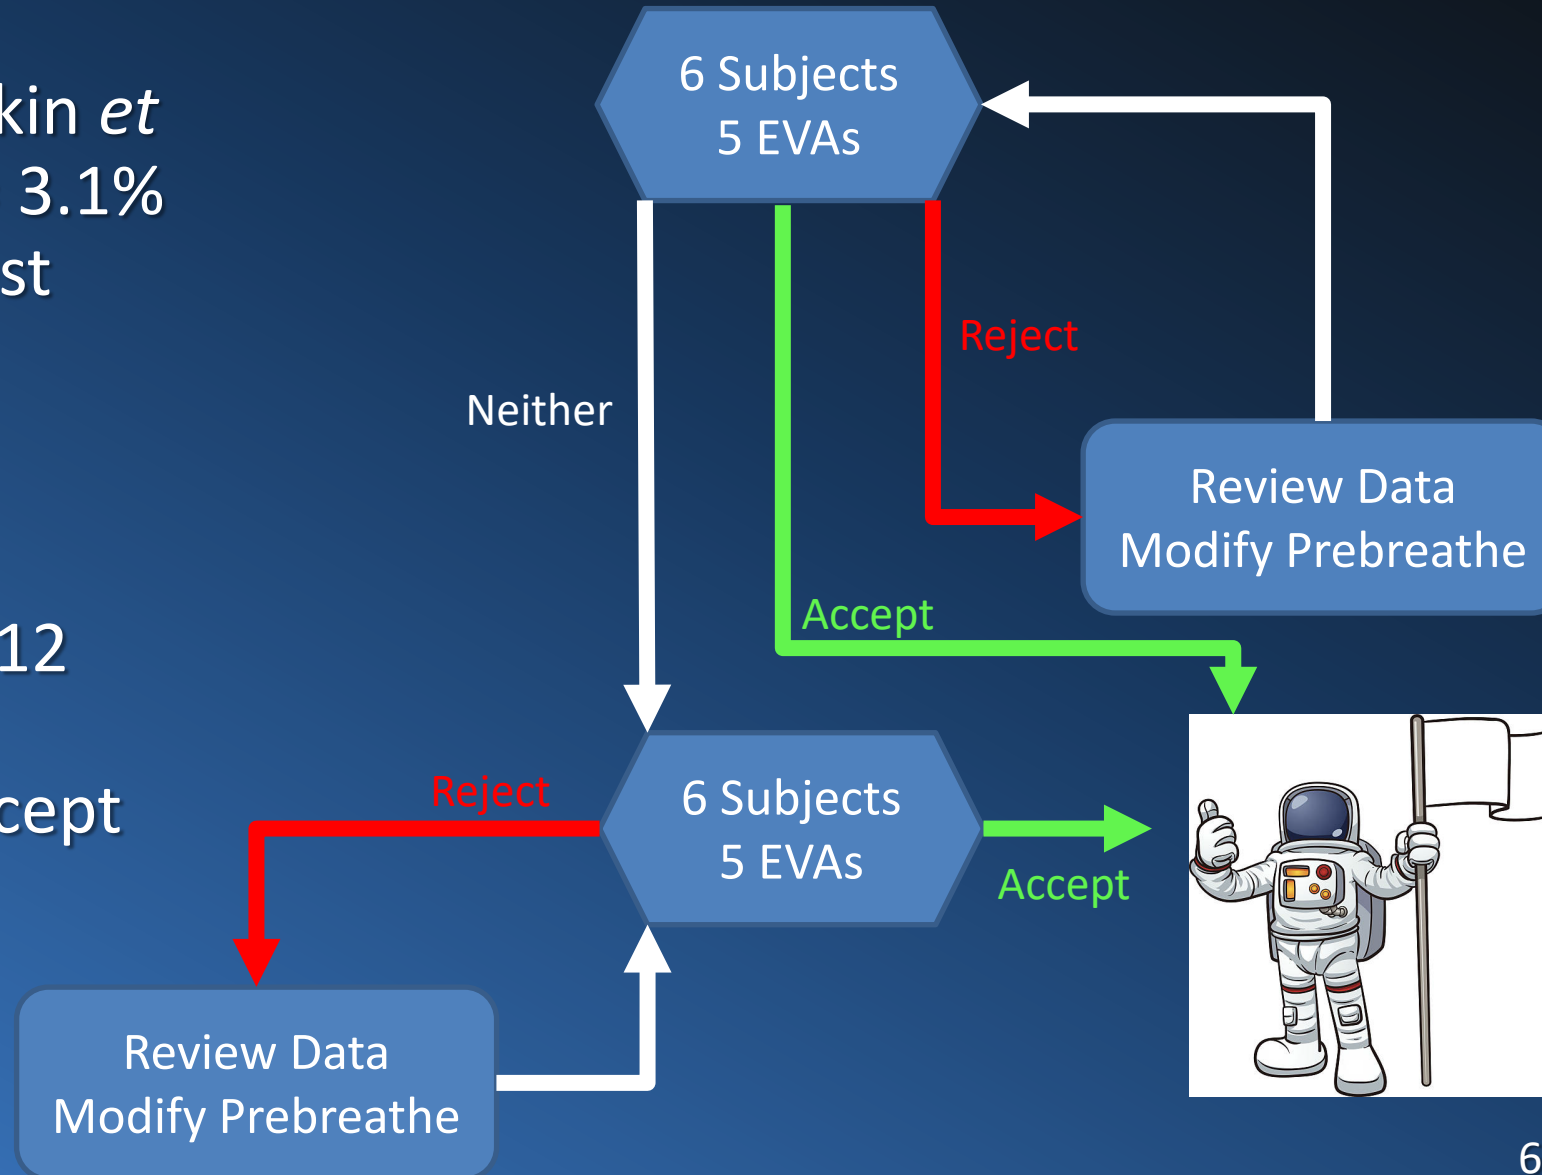 kin et
3.1%
st
12
cept
6 Subjects
5 EVAs
Reject
Neither
Review Data
Modify Prebreathe
Accept
6 Subjects
5 EVAs
Reject
Accept
Review Data
Modify Prebreathe
6